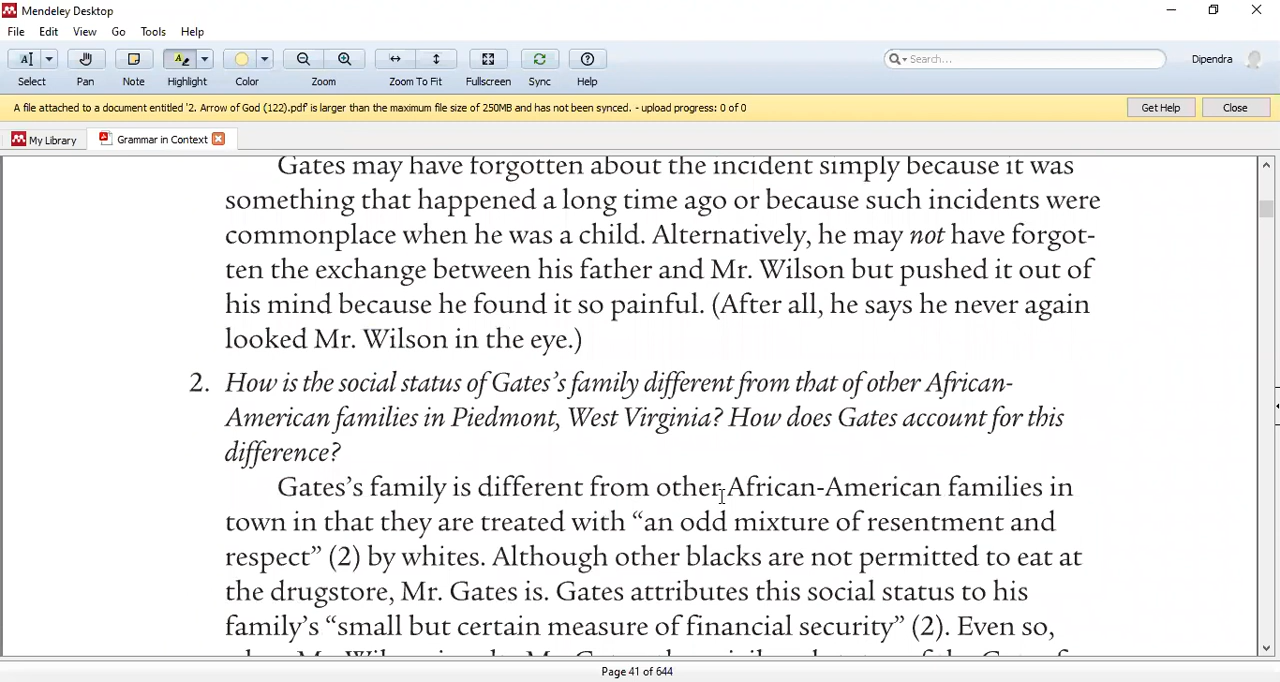 Mendeley Desktop
File Edit View Go Tools Help
Select Pan Note Highlight Color Zoom Zoom To Fit Fullscreen Sync Help
Search... Dipendra
A file attached to a document entitled '2. Arrow of God (122).pdf' is larger than the maximum file size of 250MB and has not been synced. - upload progress: 0 of 0 Get Help Close
My Library Grammar in Context
Gates may have forgotten about the incident simply because it was
something that happened a long time ago or because such incidents were
commonplace when he was a child. Alternatively, he may not have forgot-
ten the exchange between his father and Mr. Wilson but pushed it out of
his mind because he found it so painful. (After all, he says he never again
looked Mr. Wilson in the eye.)
2. How is the social status of Gates's family different from that of other African-
American families in Piedmont, West Virginia? How does Gates account for this
difference?
Gates's family is different from other African-American families in
town in that they are treated with “an odd mixture of resentment and
respect” (2) by whites. Although other blacks are not permitted to eat at
the drugstore, Mr. Gates is. Gates attributes this social status to his
family's “small but certain measure of financial security” (2). Even so,
Page 41 of 644